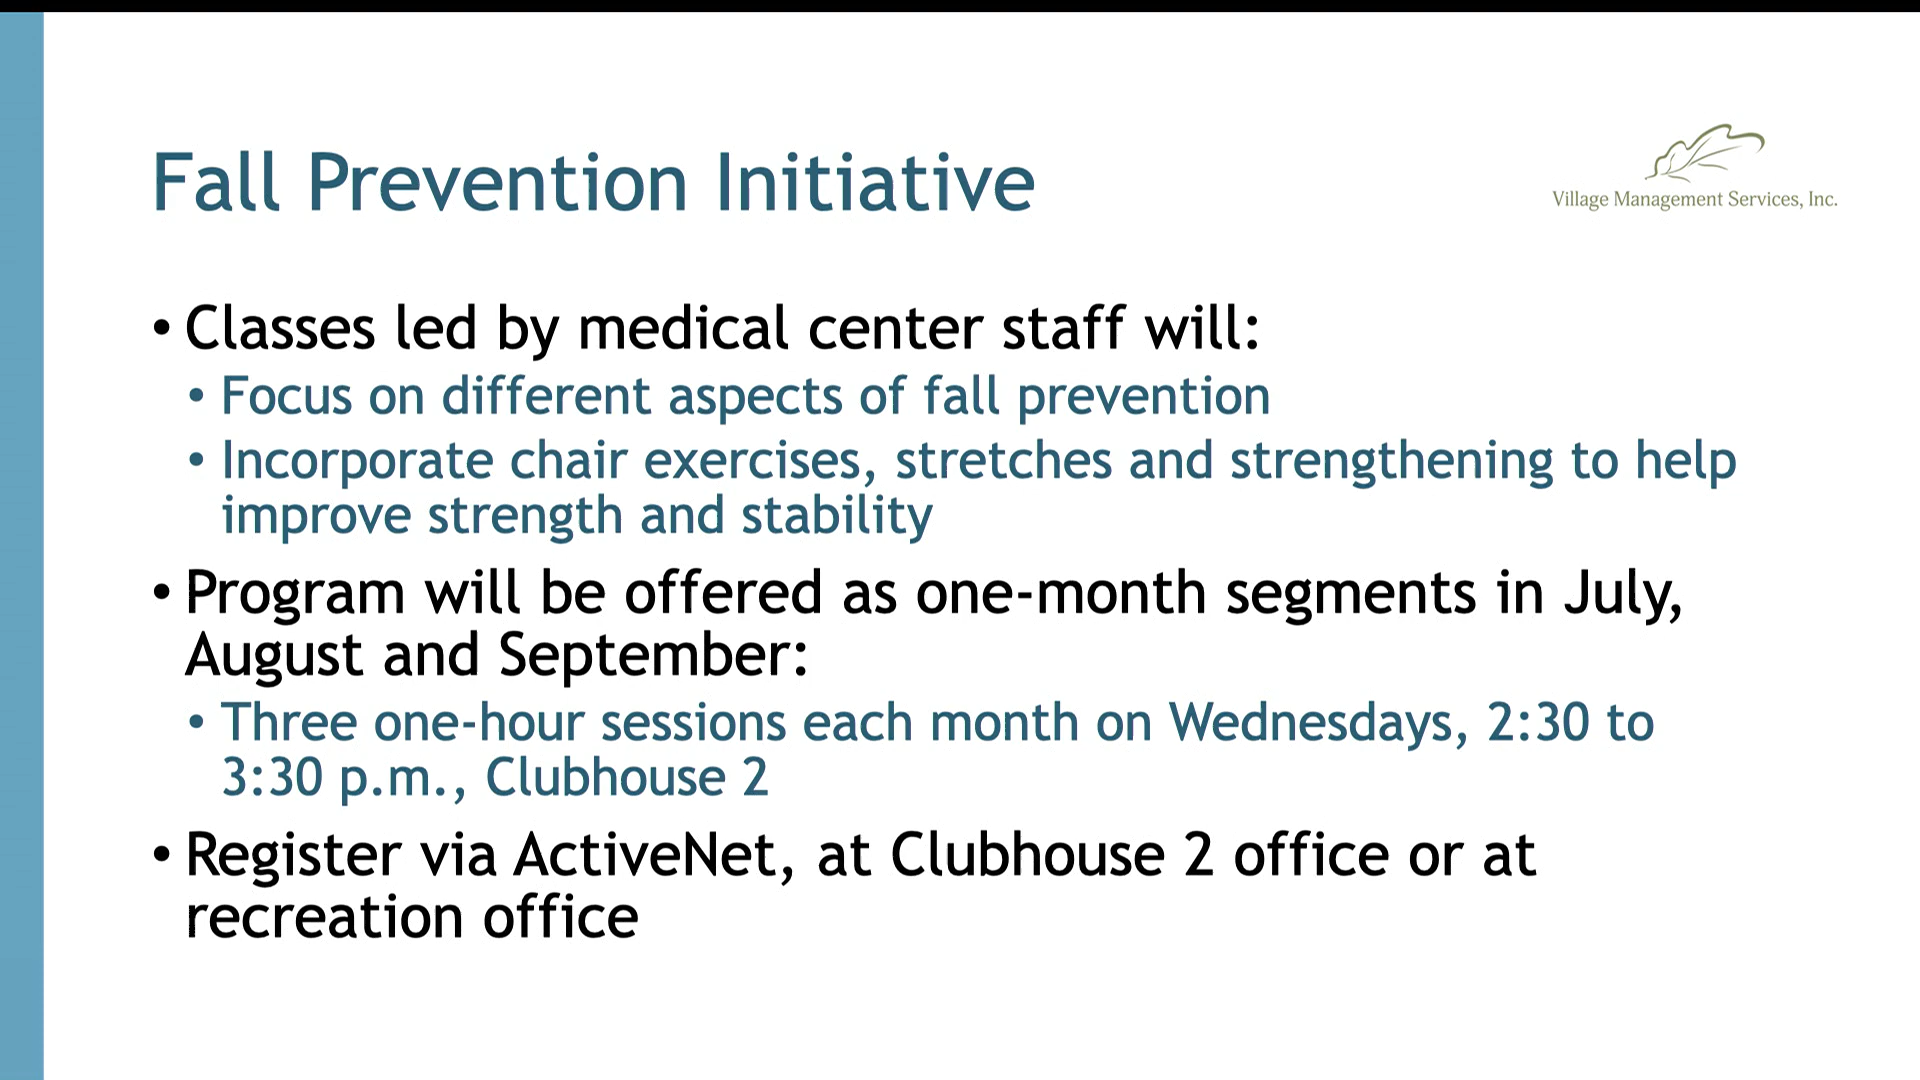 Fall Prevention Initiative
Village Management Services, Inc.
• Classes led by medical center staff will:
• Focus on different aspects of fall prevention
• Incorporate chair exercises, stretches and strengthening to help
improve strength and stability
• Program will be offered as one-month segments in July,
August and September:
• Three one-hour sessions each month on Wednesdays, 2:30 to
3:30 p.m., Clubhouse 2
• Register via ActiveNet, at Clubhouse 2 office or at
recreation office